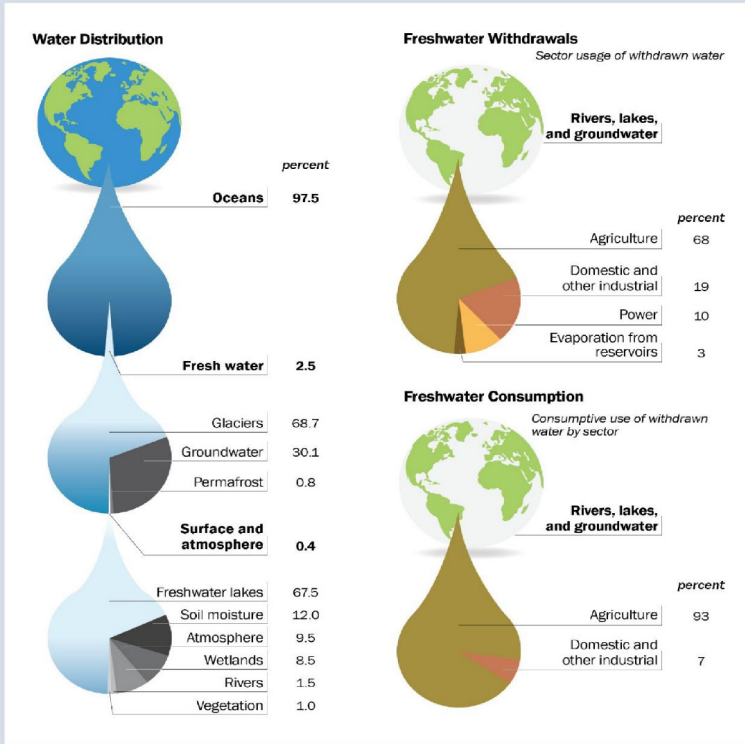 Water Distribution
percent
Oceans 97.5
Fresh water 2.5
Glaciers 68.7
Groundwater 30.1
Permafrost 0.8
Surface and
atmosphere 0.4
Freshwater lakes 67.5
Soil moisture 12.0
Atmosphere 9.5
Wetlands 8.5
Rivers 1.5
Vegetation 1.0
Freshwater Withdrawals
Sector usage of withdrawn water
Rivers, lakes,
and groundwater
percent
Agriculture 68
Domestic and
other industrial 19
Power 10
Evaporation from
reservoirs 3
Freshwater Consumption
Consumptive use of withdrawn
water by sector
Rivers, lakes,
and groundwater
percent
Agriculture 93
Domestic and
other industrial 7